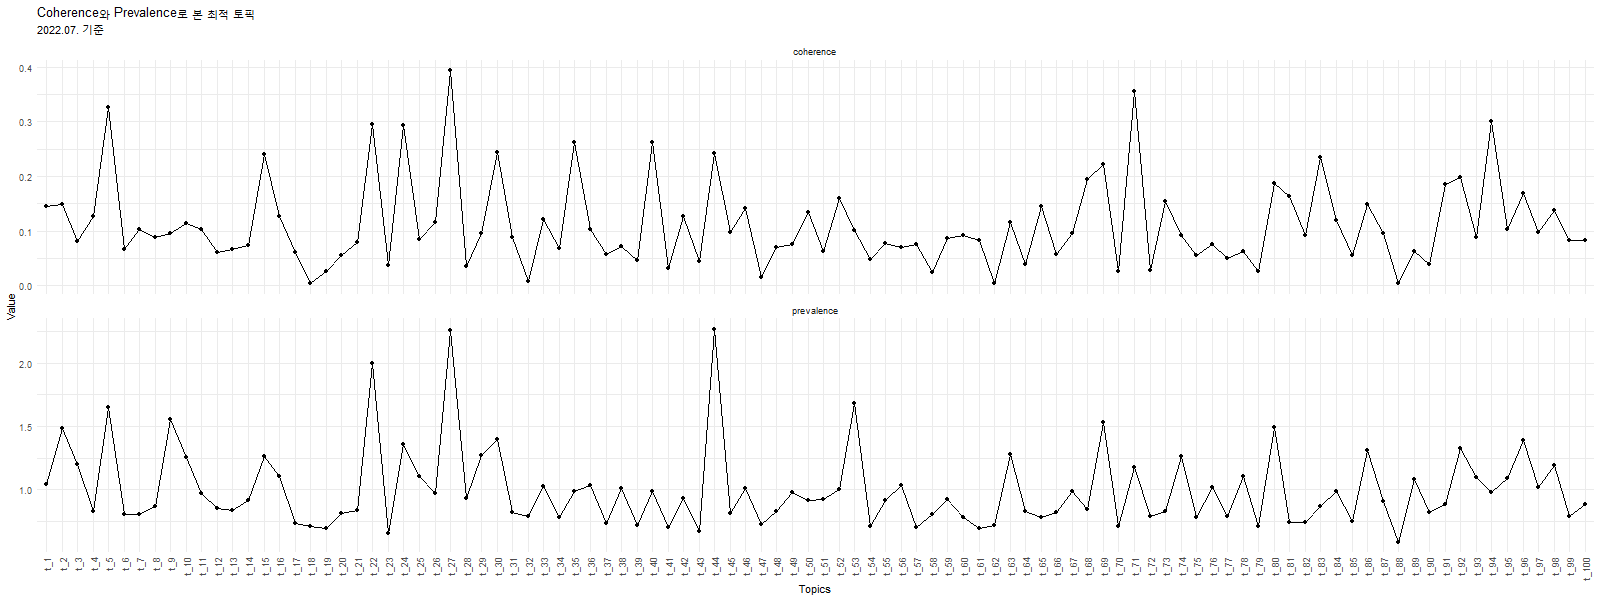 Coherence와 Prevalence로 본 최적 토픽
2022.07. 기준
coherence
0.4
0.3
0.2
0.1
0.0
Value
prevalence
2.0
1.5
1.0
t_1 t_2 t_3 t_4 t_5 t_6 t_7 t_8 t_9 t_10 t_11 t_12 t_13 t_14 t_15 t_16 t_17 t_18 t_19 t_20 t_21 t_22 t_23 t_24 t_25 t_26 t_27 t_28 t_29 t_30 t_31 t_32 t_33 t_34 t_35 t_36 t_37 t_38 t_39 t_40 t_41 t_42 t_43 t_44 t_45 t_46 t_47 t_48 t_49 t_50 t_51 t_52 t_53 t_54 t_55 t_56 t_57 t_58 t_59 t_60 t_61 t_62 t_63 t_64 t_65 t_66 t_67 t_68 t_69 t_70 t_71 t_72 t_73 t_74 t_75 t_76 t_77 t_78 t_79 t_80 t_81 t_82 t_83 t_84 t_85 t_86 t_87 t_88 t_89 t_90 t_91 t_92 t_93 t_94 t_95 t_96 t_97 t_98 t_99 t_100
Topics